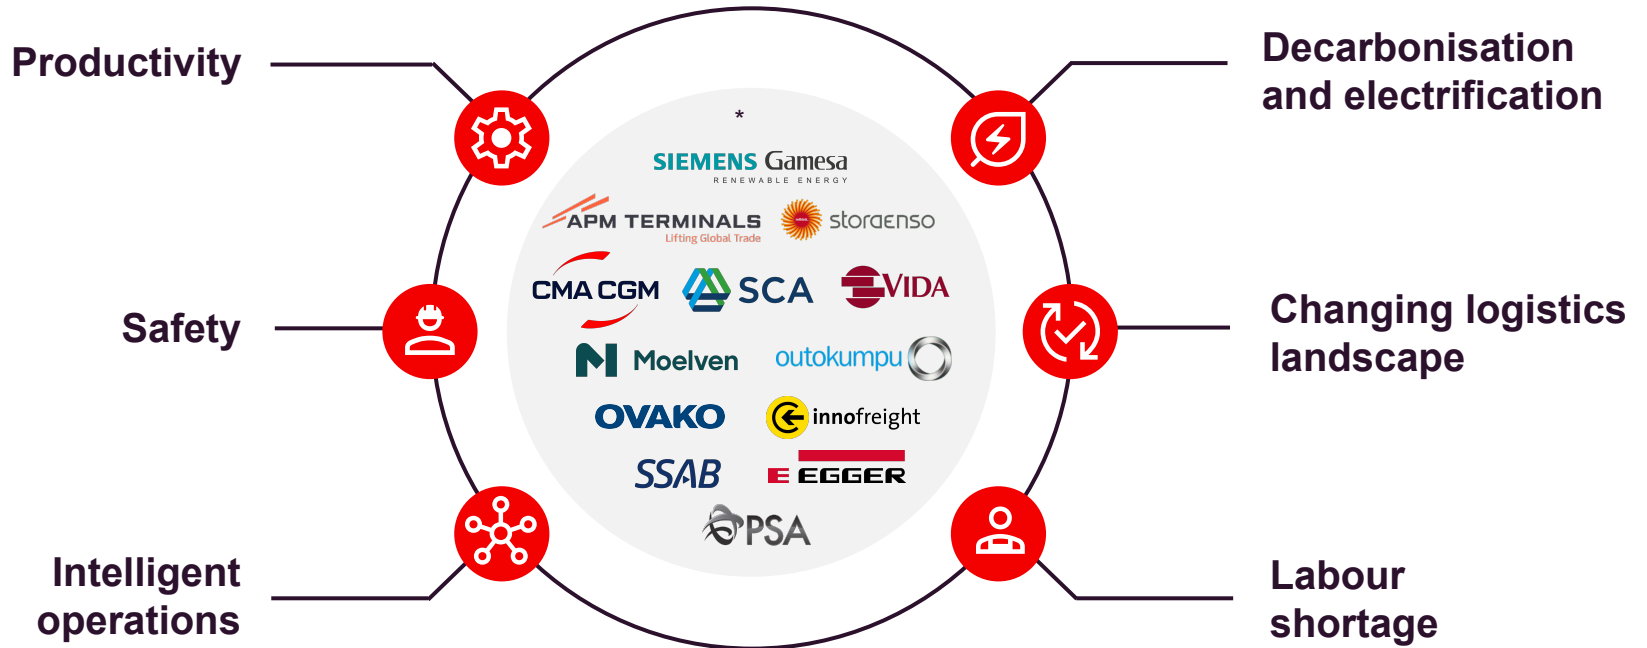 Productivity
Decarbonisation
and electrification
*
SIEMENS Gamesa
RENEWABLE ENERGY
APM TERMINALS
Lifting Global Trade
storaenso
CMA CGM
SCA
VIDA
Safety
Changing logistics
landscape
Moelven
outokumpu
OVAKO
innofreight
SSAB
E EGGER
PSA
Intelligent
operations
Labour
shortage